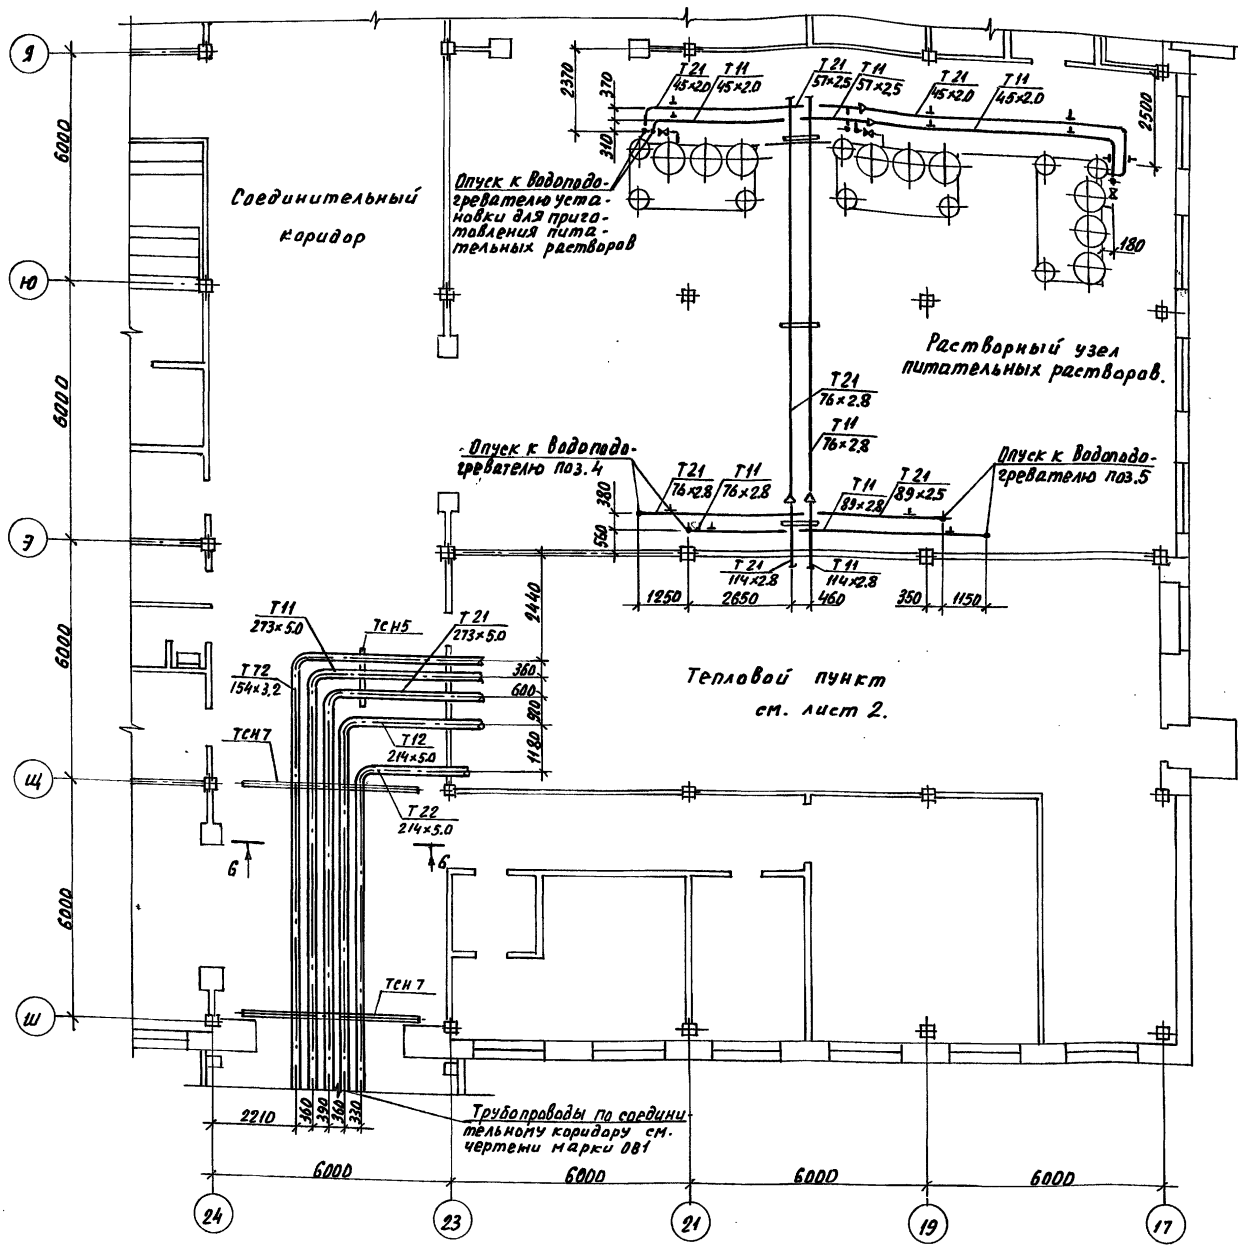 Я
Ю
Э
Щ
Ш
6000
6000
6000
6000
2370
370
310
Т21
45×2.0
Т11
45×2.0
Т21
57×2.5
Т11
57×2.5
Т21
45×2.0
Т11
45×2.0
2500
180
Соединительный
коридор
Опуск к водоподо-
гревателю уста-
новки для приго-
товления пита-
тельных растворов
Растворный узел
питательных растворов.
Т21
76×2.8
Т11
76×2.8
Опуск к водоподо-
гревателю поз. 4
Т21
76×2.8
Т11
76×2.8
Т11
89×2.8
Т21
89×2.5
Опуск к водоподо-
гревателю поз. 5
380
560
Т21
114×2.8
Т11
114×2.8
1250
2650
460
350
1150
2440
360
600
920
1180
Т11
273×5.0
ТСН5
Т21
273×5.0
Т72
154×3,2
ТСН7
Т12
214×5.0
Т22
214×5.0
Тепловой пункт
см. лист 2.
6
6
ТСН7
2210
360
390
360
330
Трубопроводы по соедини-
тельному коридору см.
чертежи марки ОВ1
6000
6000
6000
6000
24
23
21
19
17